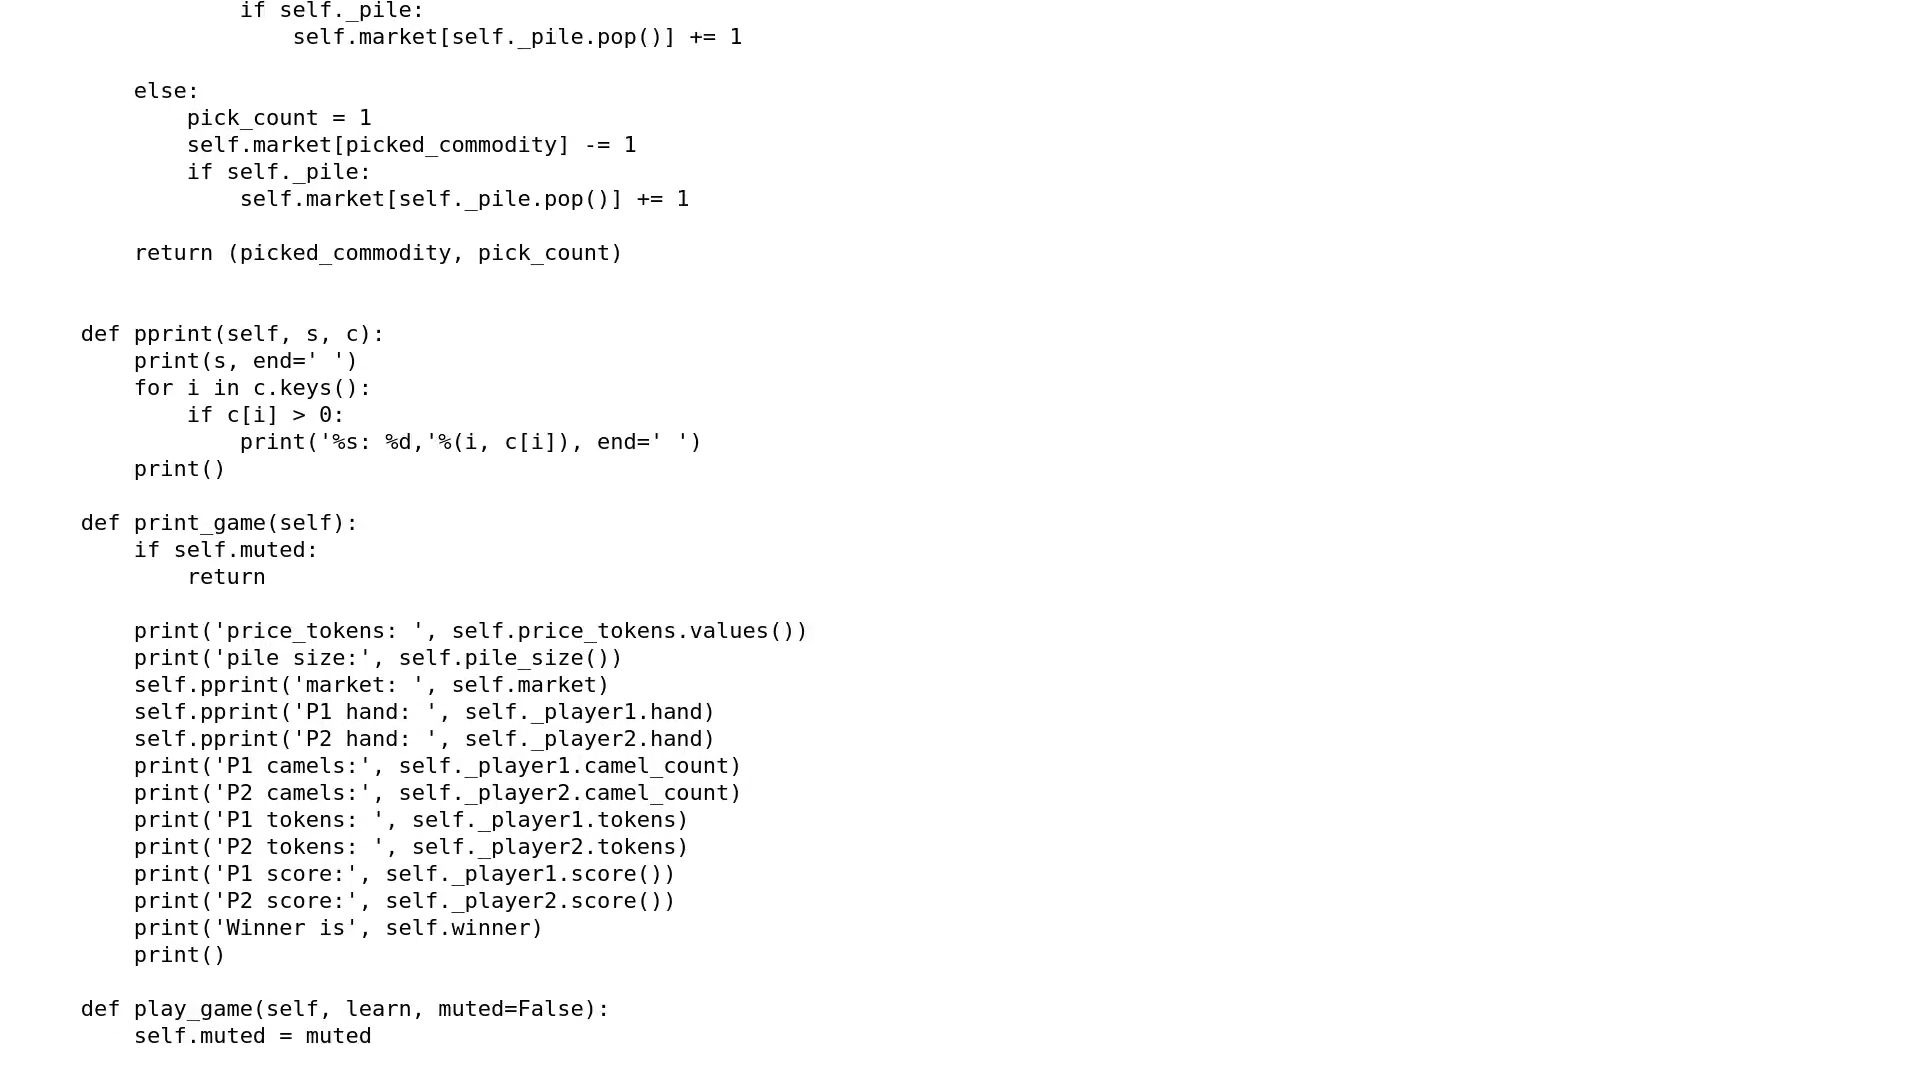 if self._pile:
                    self.market[self._pile.pop()] += 1

        else:
            pick_count = 1
            self.market[picked_commodity] -= 1
            if self._pile:
                self.market[self._pile.pop()] += 1

        return (picked_commodity, pick_count)


    def pprint(self, s, c):
        print(s, end=' ')
        for i in c.keys():
            if c[i] > 0:
                print('%s: %d,'%(i, c[i]), end=' ')
        print()

    def print_game(self):
        if self.muted:
            return

        print('price_tokens: ', self.price_tokens.values())
        print('pile size:', self.pile_size())
        self.pprint('market: ', self.market)
        self.pprint('P1 hand: ', self._player1.hand)
        self.pprint('P2 hand: ', self._player2.hand)
        print('P1 camels:', self._player1.camel_count)
        print('P2 camels:', self._player2.camel_count)
        print('P1 tokens: ', self._player1.tokens)
        print('P2 tokens: ', self._player2.tokens)
        print('P1 score:', self._player1.score())
        print('P2 score:', self._player2.score())
        print('Winner is', self.winner)
        print()

    def play_game(self, learn, muted=False):
        self.muted = muted